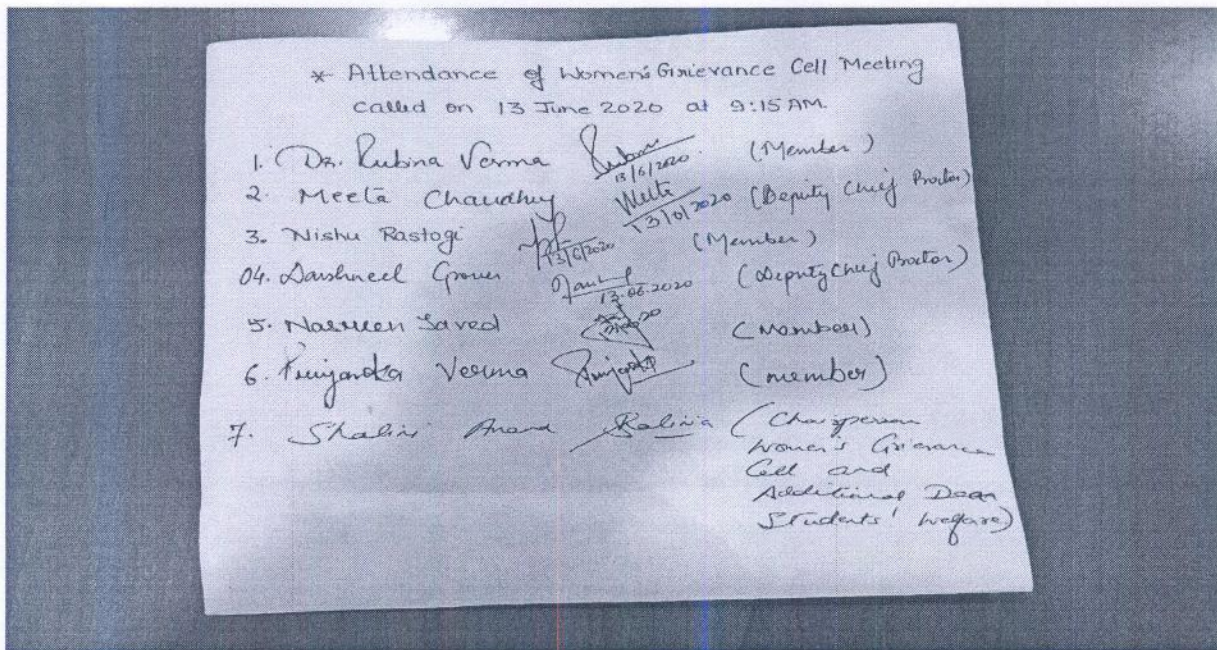 * Attendance of Women's Grievance Cell Meeting
called on 13 June 2020 at 9:15 AM.
1. Dr. Rubina Verma 13/6/2020. (Member)
2. Meeta Chaudhry 13/6/2020 (Deputy Chief Proctor)
3. Nishu Rastogi 13/6/2020 (Member)
04. Darshneel Grover 13.06.2020 (Deputy Chief Proctor)
5. Nasreen Javed (Member)
6. Priyanka Verma Priyanka (member)
7. Shalini Anand Shalini (Chairperson
Women's Grievance
Cell and
Additional Dean
Students' Welfare)